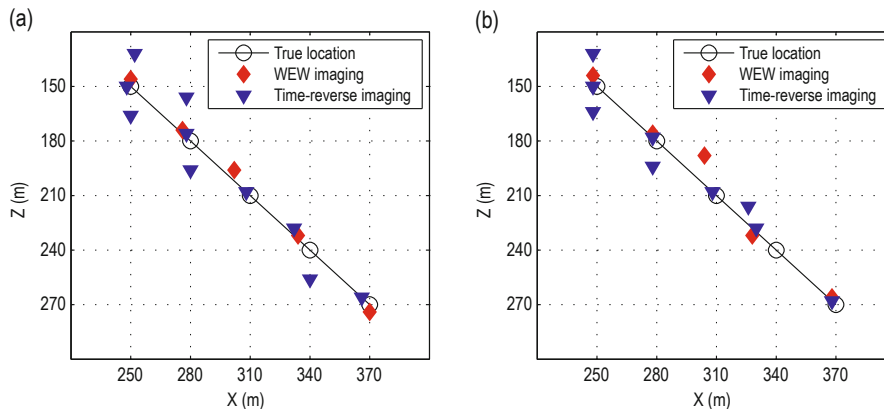 (a)
True location
WEW imaging
Time-reverse imaging
150
180
210
240
270
Z (m)
250 280 310 340 370
X (m)
(b)
True location
WEW imaging
Time-reverse imaging
150
180
210
240
270
Z (m)
250 280 310 340 370
X (m)